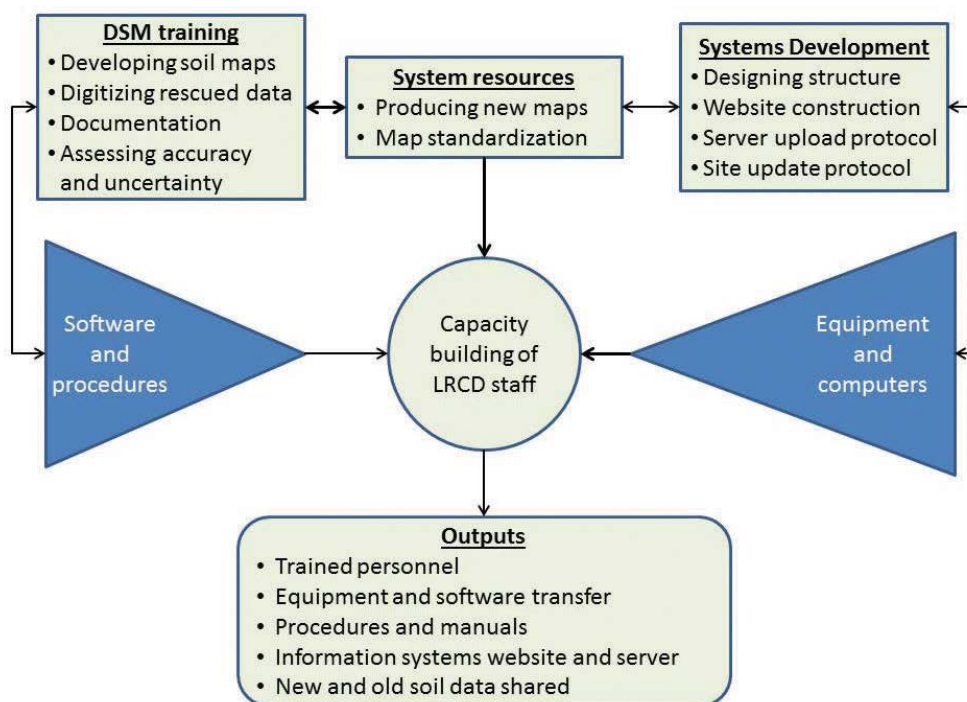 DSM training
• Developing soil maps
• Digitizing rescued data
• Documentation
• Assessing accuracy
and uncertainty
System resources
• Producing new maps
• Map standardization
Systems Development
• Designing structure
• Website construction
• Server upload protocol
• Site update protocol
Software
and
procedures
Capacity
building of
LRCD staff
Equipment
and
computers
Outputs
• Trained personnel
• Equipment and software transfer
• Procedures and manuals
• Information systems website and server
• New and old soil data shared